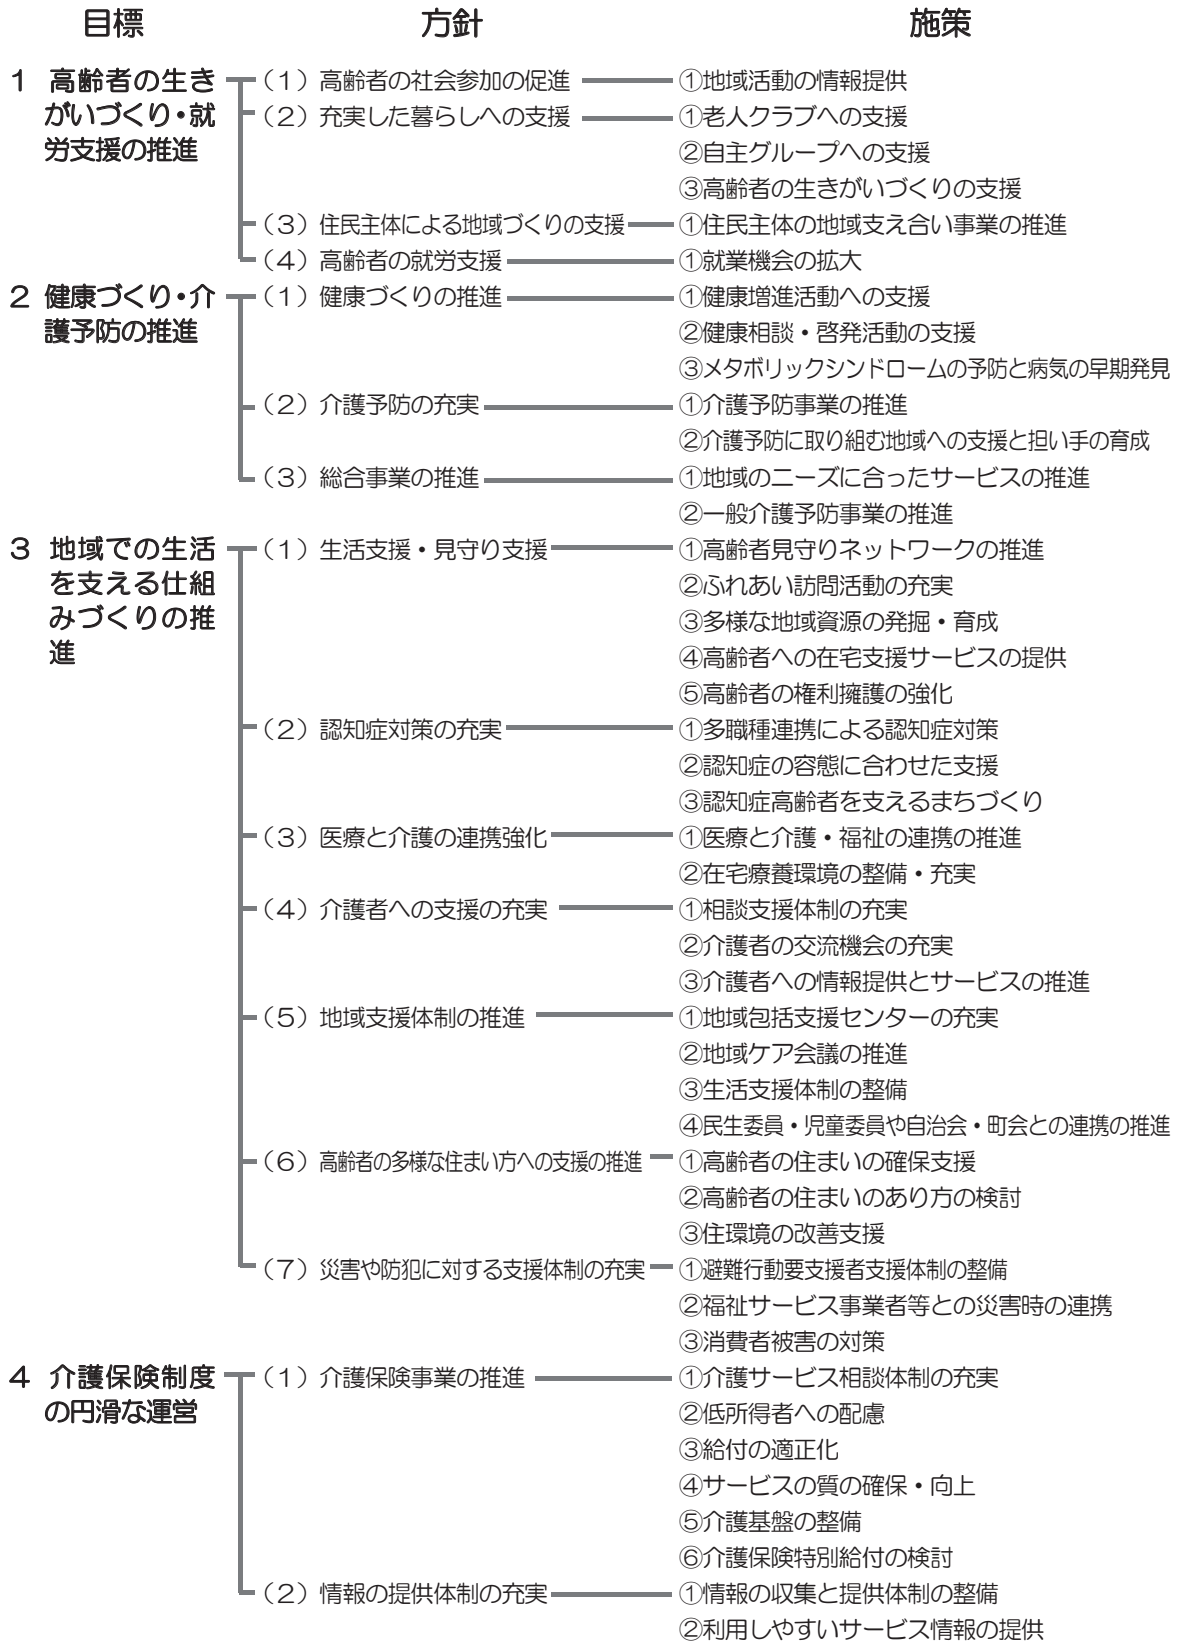 目標 方針 施策
1 高齢者の生き （1）高齢者の社会参加の促進 ①地域活動の情報提供
がいづくり・就 （2）充実した暮らしへの支援 ①老人クラブへの支援
労支援の推進 ②自主グループへの支援
③高齢者の生きがいづくりの支援
（3）住民主体による地域づくりの支援 ①住民主体の地域支え合い事業の推進
（4）高齢者の就労支援 ①就業機会の拡大
2 健康づくり・介 （1）健康づくりの推進 ①健康増進活動への支援
護予防の推進 ②健康相談・啓発活動の支援
③メタボリックシンドロームの予防と病気の早期発見
（2）介護予防の充実 ①介護予防事業の推進
②介護予防に取り組む地域への支援と担い手の育成
（3）総合事業の推進 ①地域のニーズに合ったサービスの推進
②一般介護予防事業の推進
3 地域での生活 （1）生活支援・見守り支援 ①高齢者見守りネットワークの推進
を支える仕組 ②ふれあい訪問活動の充実
みづくりの推 ③多様な地域資源の発掘・育成
進 ④高齢者への在宅支援サービスの提供
⑤高齢者の権利擁護の強化
（2）認知症対策の充実 ①多職種連携による認知症対策
②認知症の容態に合わせた支援
③認知症高齢者を支えるまちづくり
（3）医療と介護の連携強化 ①医療と介護・福祉の連携の推進
②在宅療養環境の整備・充実
（4）介護者への支援の充実 ①相談支援体制の充実
②介護者の交流機会の充実
③介護者への情報提供とサービスの推進
（5）地域支援体制の推進 ①地域包括支援センターの充実
②地域ケア会議の推進
③生活支援体制の整備
④民生委員・児童委員や自治会・町会との連携の推進
（6）高齢者の多様な住まい方への支援の推進 ①高齢者の住まいの確保支援
②高齢者の住まいのあり方の検討
③住環境の改善支援
（7）災害や防犯に対する支援体制の充実 ①避難行動要支援者支援体制の整備
②福祉サービス事業者等との災害時の連携
③消費者被害の対策
4 介護保険制度 （1）介護保険事業の推進 ①介護サービス相談体制の充実
の円滑な運営 ②低所得者への配慮
③給付の適正化
④サービスの質の確保・向上
⑤介護基盤の整備
⑥介護保険特別給付の検討
（2）情報の提供体制の充実 ①情報の収集と提供体制の整備
②利用しやすいサービス情報の提供